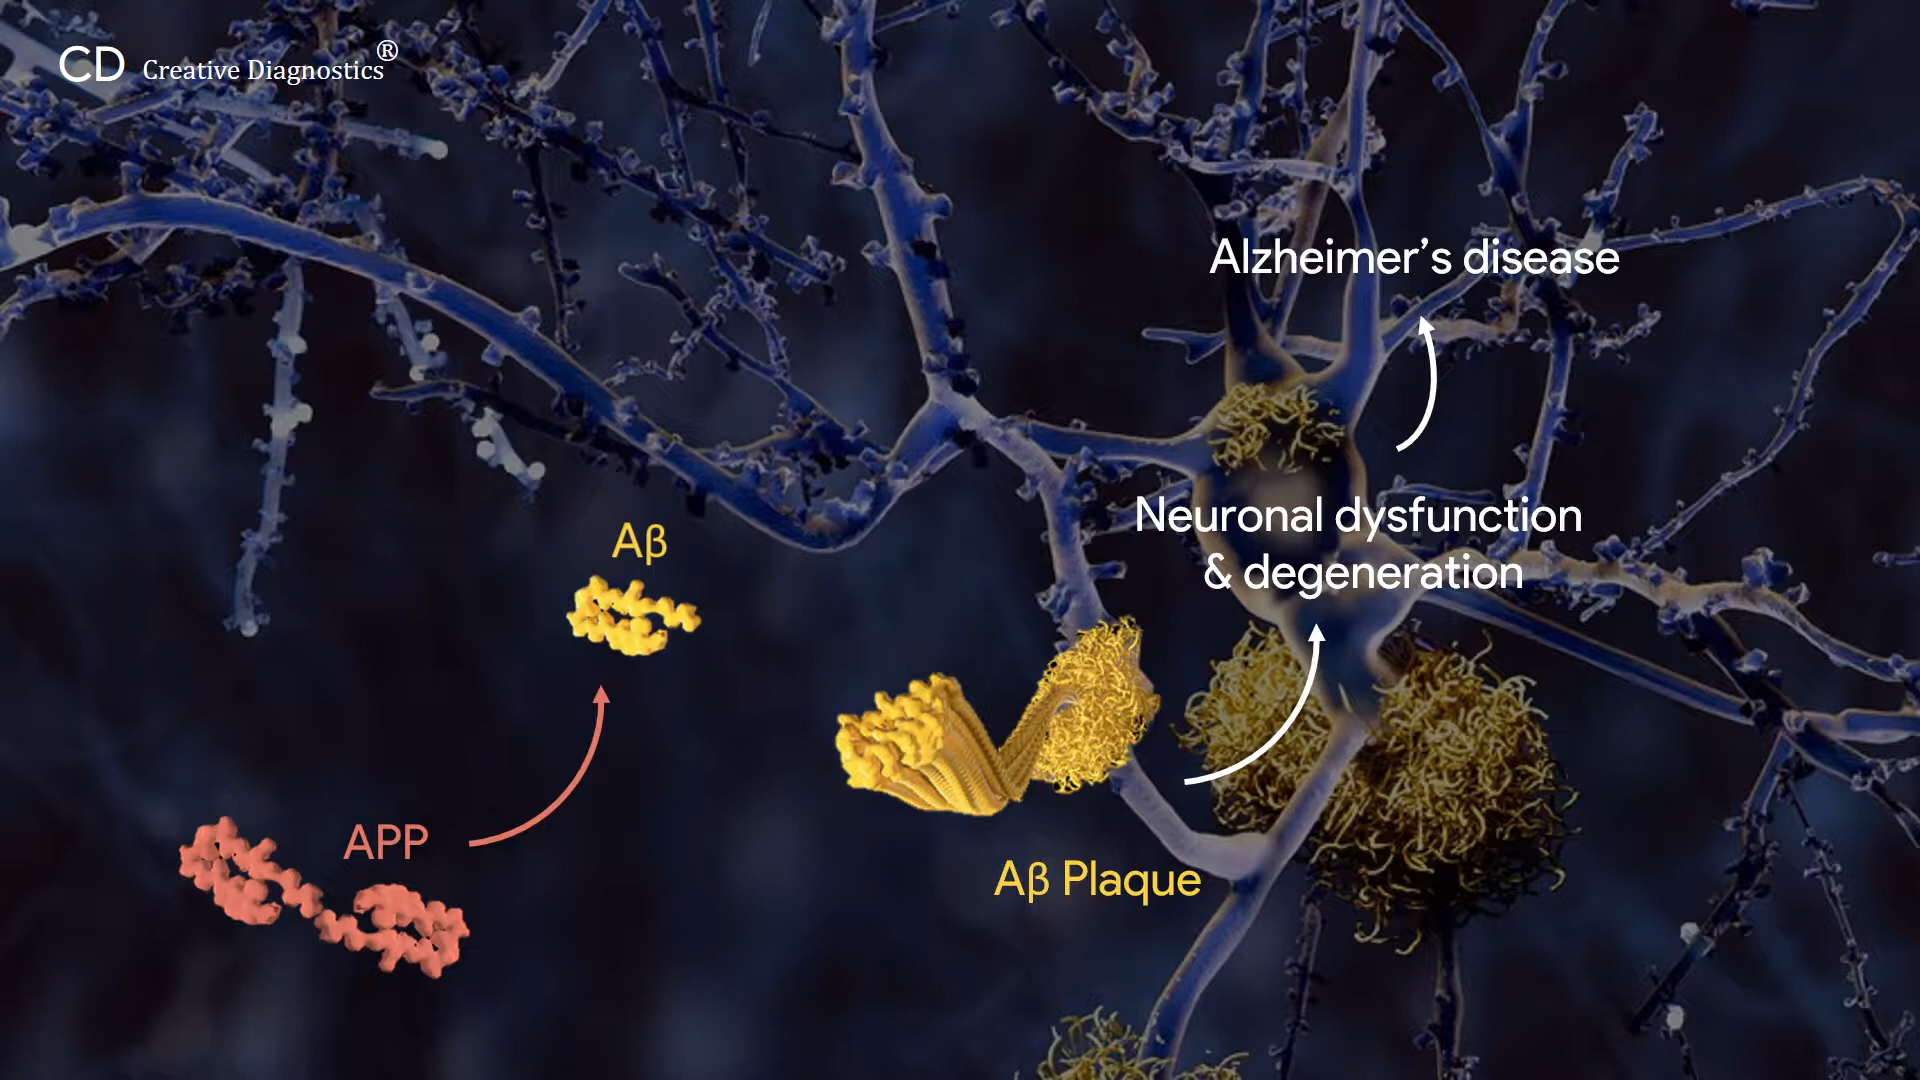 CD Creative Diagnostics®
Alzheimer’s disease
Neuronal dysfunction
& degeneration
Aβ
APP
Aβ Plaque